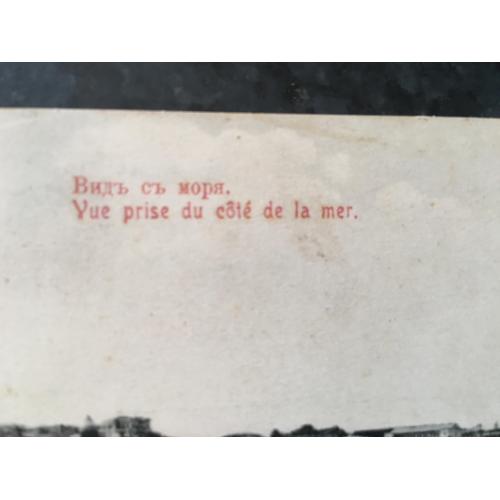 Видъ съ моря.
Vue prise du côté de la mer.